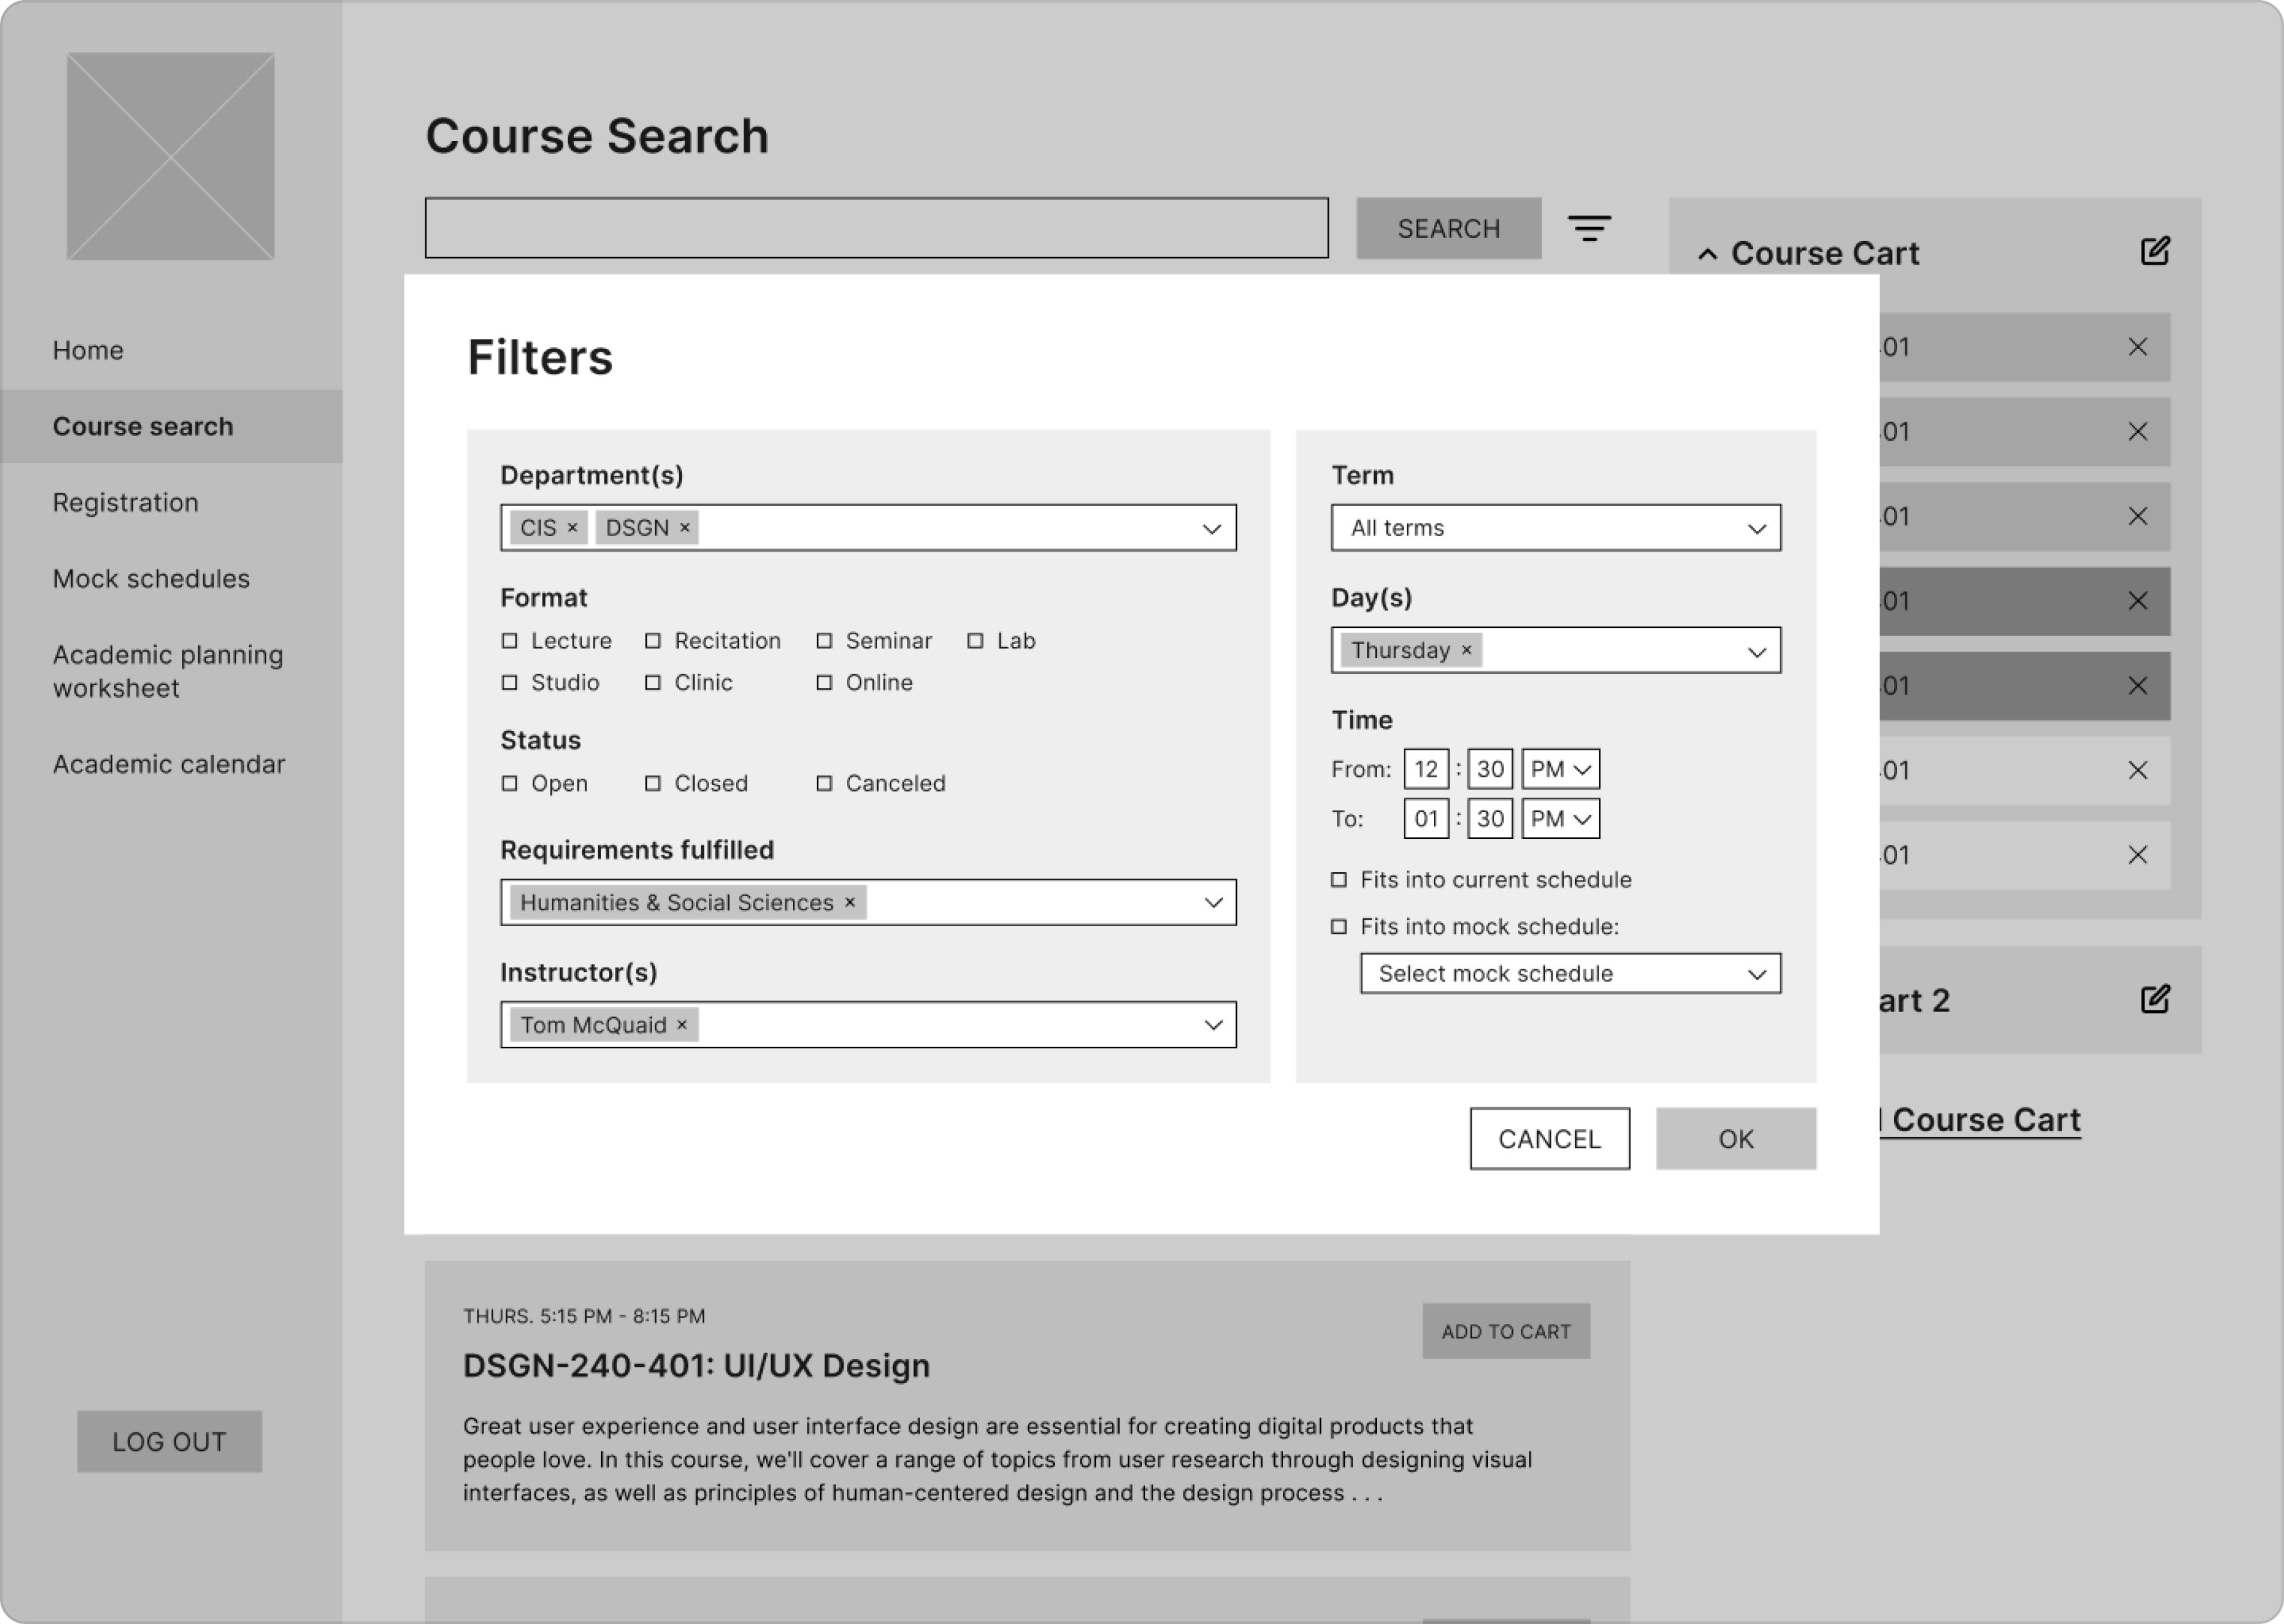 Home
Course search
Registration
Mock schedules
Academic planning
worksheet
Academic calendar
LOG OUT
Course Search
SEARCH
Filters
Department(s)
CIS × DSGN ×
Format
Lecture Recitation Seminar Lab
Studio Clinic Online
Status
Open Closed Canceled
Requirements fulfilled
Humanities & Social Sciences ×
Instructor(s)
Tom McQuaid ×
Term
All terms
Day(s)
Thursday ×
Time
From: 12 : 30 PM
To: 01 : 30 PM
Fits into current schedule
Fits into mock schedule:
Select mock schedule
CANCEL OK
Course Cart
01
01
01
01
01
01
01
art 2
Course Cart
THURS. 5:15 PM - 8:15 PM
ADD TO CART
DSGN-240-401: UI/UX Design
Great user experience and user interface design are essential for creating digital products that
people love. In this course, we'll cover a range of topics from user research through designing visual
interfaces, as well as principles of human-centered design and the design process . . .